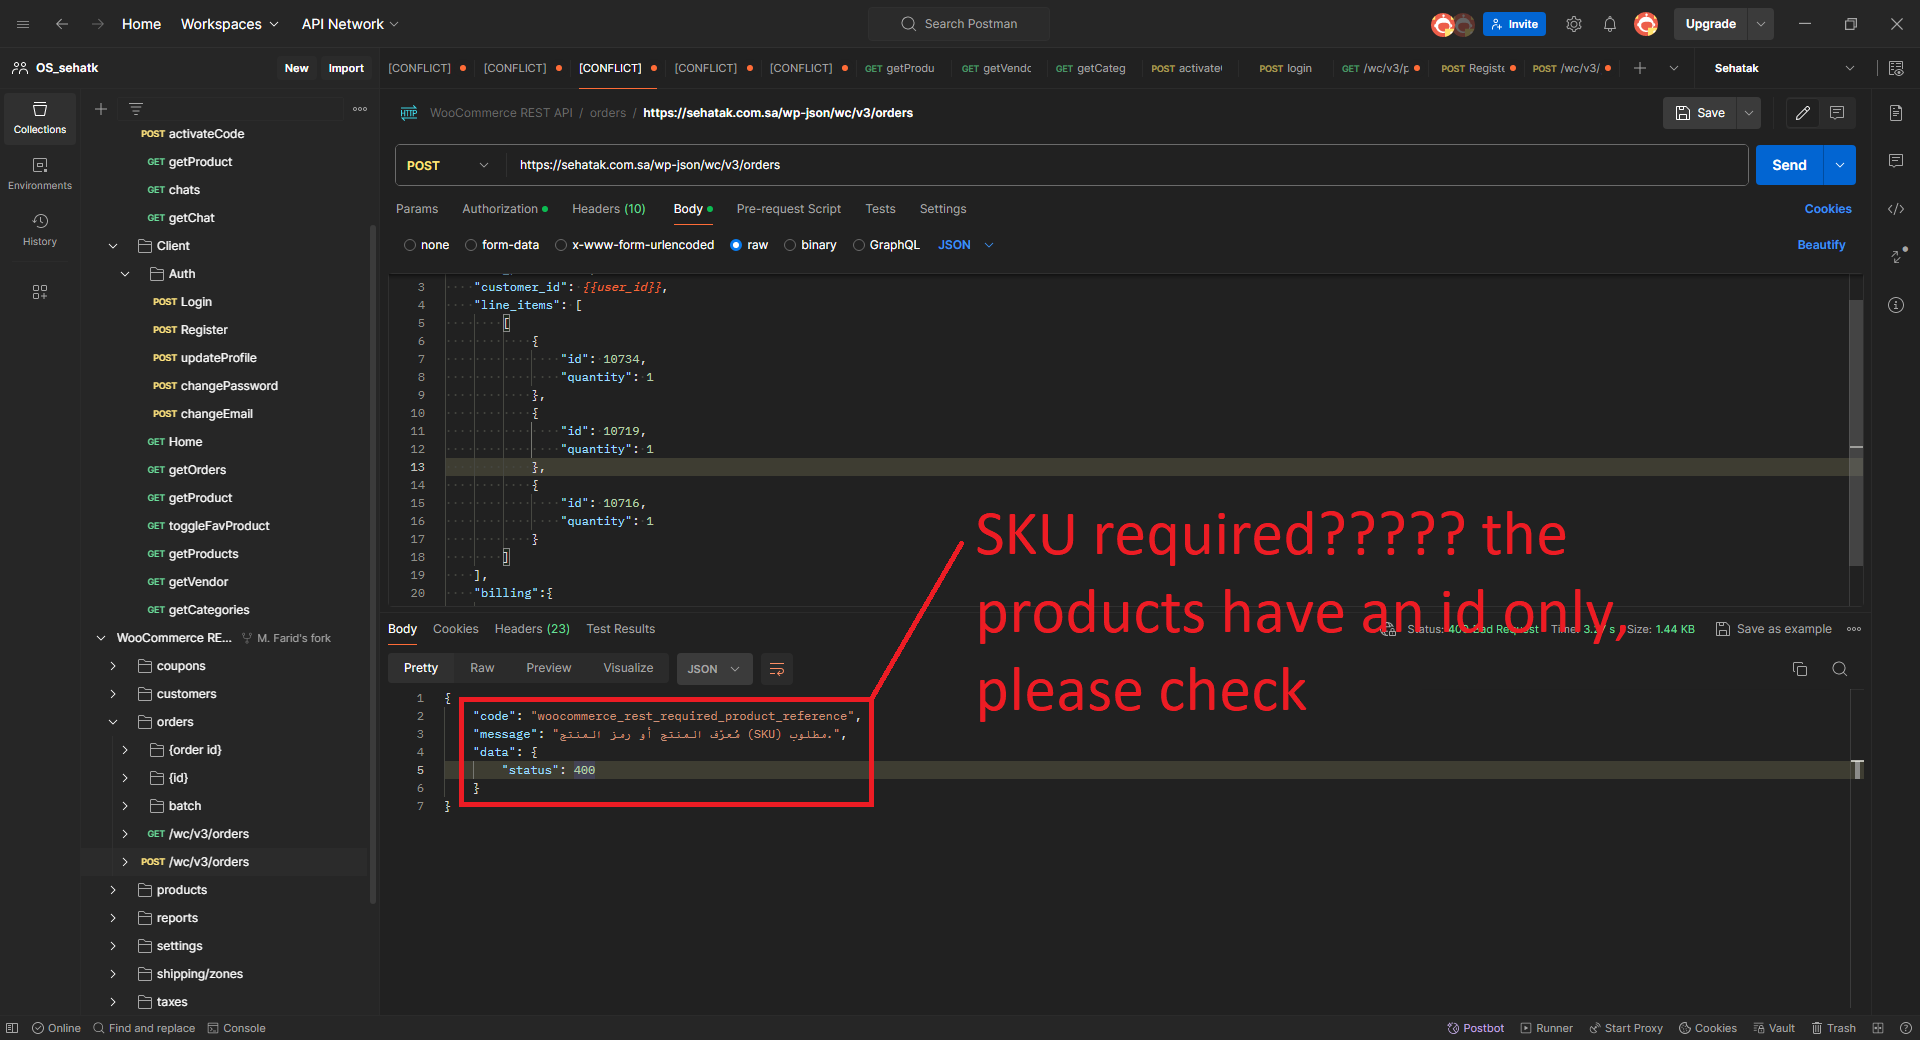 Home
Workspaces
API Network
Search Postman
Invite
Upgrade
OS_sehatk
New
Import
[CONFLICT]
[CONFLICT]
[CONFLICT]
[CONFLICT]
[CONFLICT]
GET getProdu
GET getVendo
GET getCateg
POST activate
POST login
GET /wc/v3/p
POST Registe
POST /wc/v3/
Sehatak
Collections
Environments
History
POST activateCode
GET getProduct
GET chats
GET getChat
Client
Auth
POST Login
POST Register
POST updateProfile
POST changePassword
POST changeEmail
GET Home
GET getOrders
GET getProduct
GET toggleFavProduct
GET getProducts
GET getVendor
GET getCategories
WooCommerce RE... M. Farid's fork
coupons
customers
orders
{order id}
{id}
batch
GET /wc/v3/orders
POST /wc/v3/orders
products
reports
settings
shipping/zones
taxes
HTTP WooCommerce REST API / orders / https://sehatak.com.sa/wp-json/wc/v3/orders
Save
POST https://sehatak.com.sa/wp-json/wc/v3/orders
Send
Params Authorization Headers (10) Body Pre-request Script Tests Settings
Cookies
none form-data x-www-form-urlencoded raw binary GraphQL JSON
Beautify
3 "customer_id": {{user_id}},
4 "line_items": [
5 [
6 {
7 "id": 10734,
8 "quantity": 1
9 },
10 {
11 "id": 10719,
12 "quantity": 1
13 },
14 {
15 "id": 10716,
16 "quantity": 1
17 }
18 ]
19 ],
20 "billing":{
SKU required????? the
products have an id only,
please check
Body Cookies Headers (23) Test Results
Status: 400 Bad Request Time: 3.27 s Size: 1.44 KB Save as example
Pretty Raw Preview Visualize JSON
1 {
2 "code": "woocommerce_rest_required_product_reference",
3 "message": "مُعرّف المنتج أو رمز المنتج (SKU) مطلوب.",
4 "data": {
5 "status": 400
6 }
7 }
Online
Find and replace
Console
Postbot
Runner
Start Proxy
Cookies
Vault
Trash